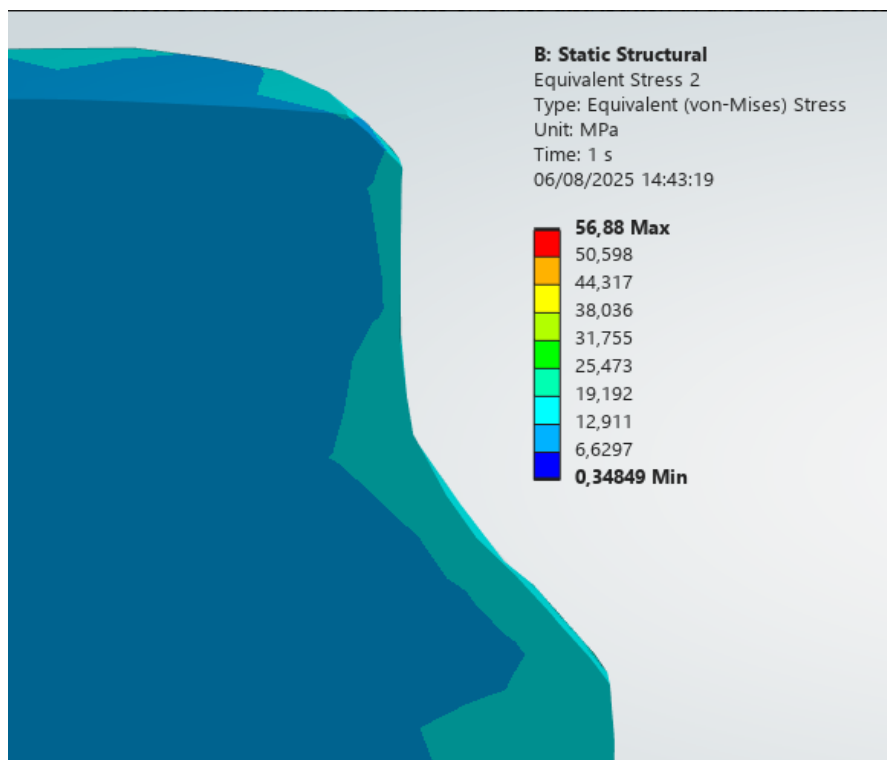 B: Static Structural
Equivalent Stress 2
Type: Equivalent (von-Mises) Stress
Unit: MPa
Time: 1 s
06/08/2025 14:43:19
56,88 Max
50,598
44,317
38,036
31,755
25,473
19,192
12,911
6,6297
0,34849 Min